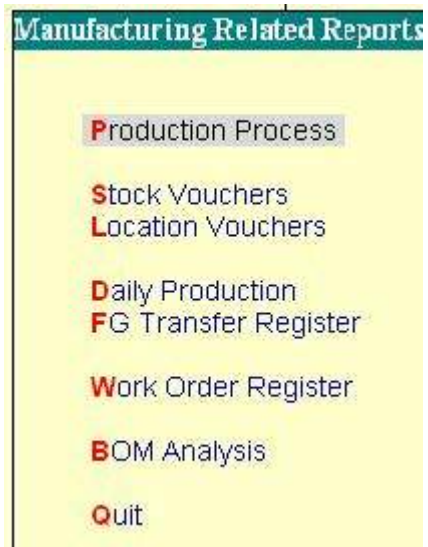 Manufacturing Related Reports
Production Process
Stock Vouchers
Location Vouchers
Daily Production
FG Transfer Register
Work Order Register
BOM Analysis
Quit